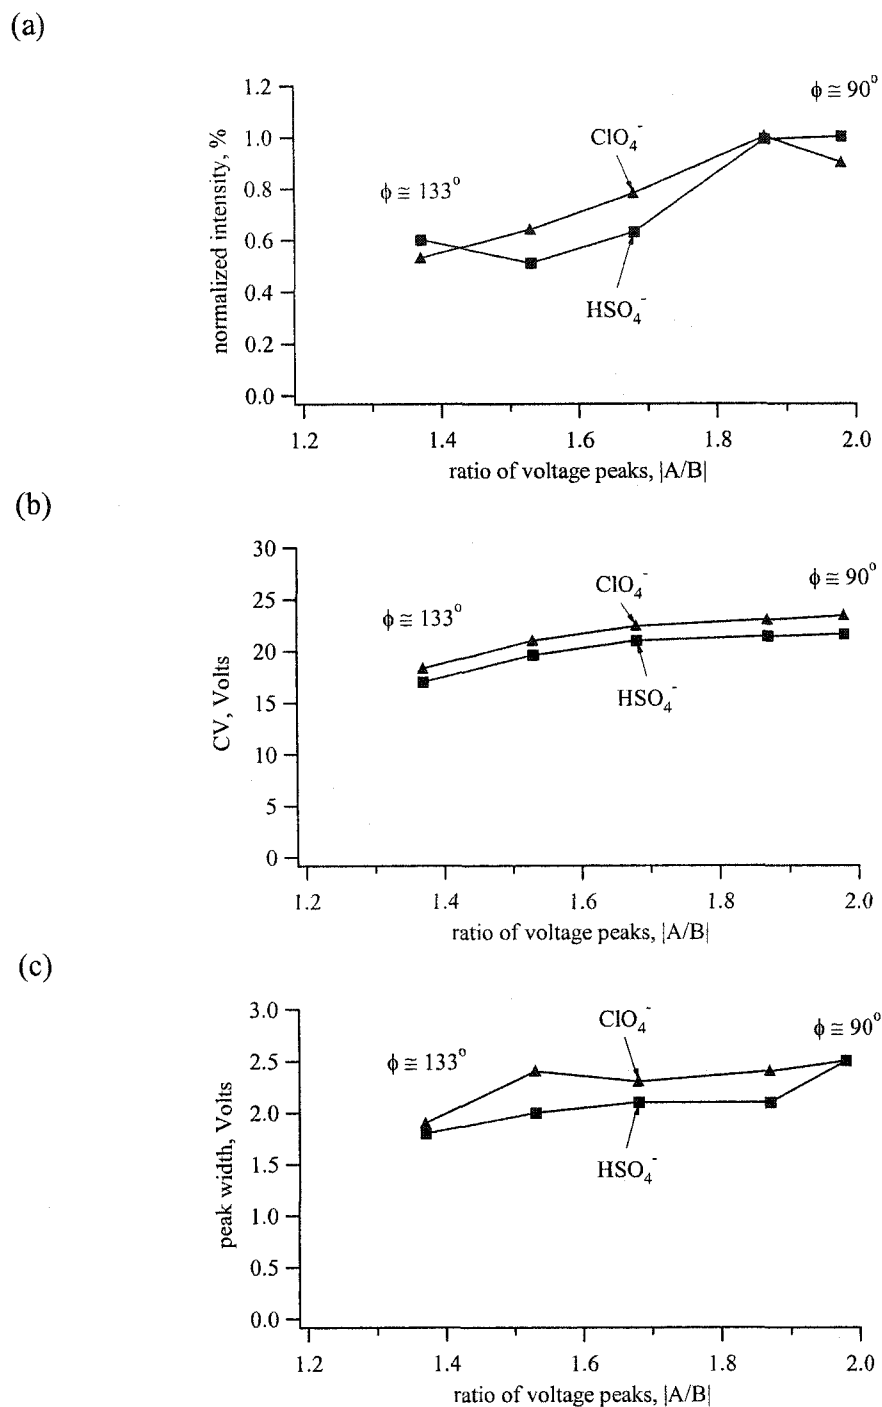 (a)
1.2
1.0
0.8
0.6
0.4
0.2
0.0
normalized intensity, %
ϕ ≅ 133°
ClO₄⁻
HSO₄⁻
ϕ ≅ 90°
1.2 1.4 1.6 1.8 2.0
ratio of voltage peaks, |A/B|
(b)
30
25
20
15
10
5
0
CV, Volts
ϕ ≅ 133°
ClO₄⁻
HSO₄⁻
ϕ ≅ 90°
1.2 1.4 1.6 1.8 2.0
ratio of voltage peaks, |A/B|
(c)
3.0
2.5
2.0
1.5
1.0
0.5
0.0
peak width, Volts
ϕ ≅ 133°
ClO₄⁻
HSO₄⁻
ϕ ≅ 90°
1.2 1.4 1.6 1.8 2.0
ratio of voltage peaks, |A/B|